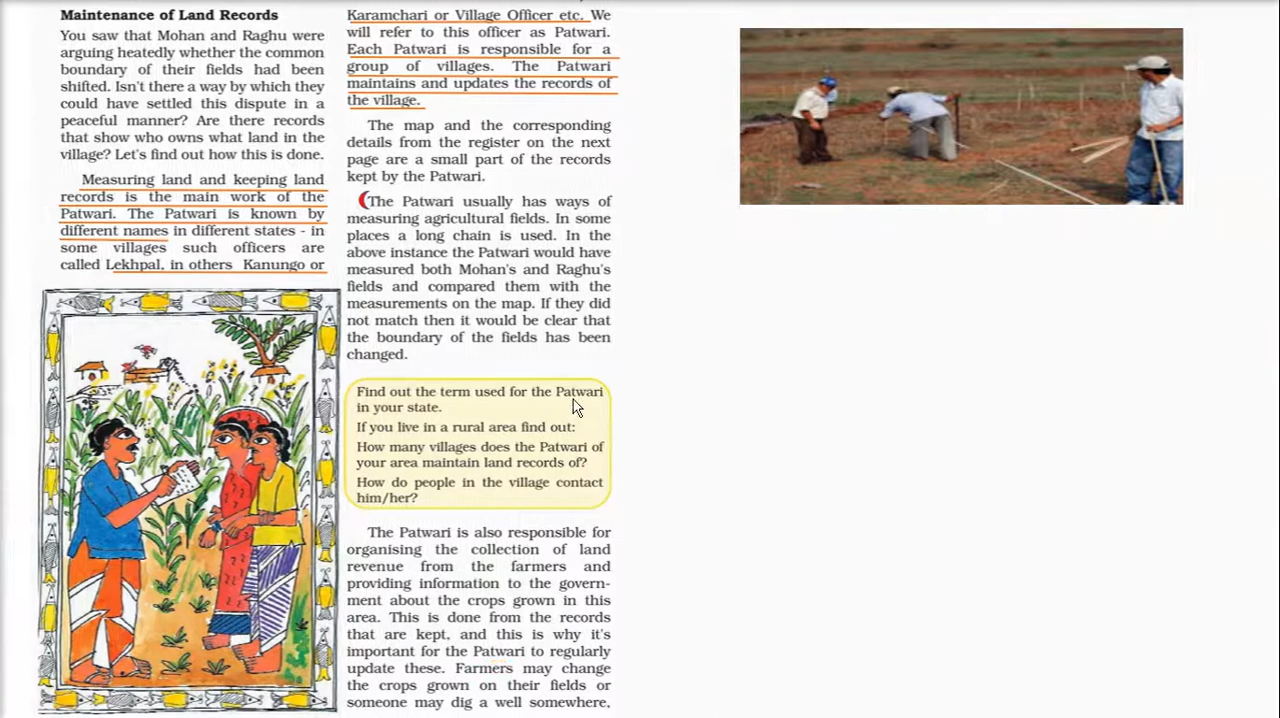 Maintenance of Land Records
You saw that Mohan and Raghu were
arguing heatedly whether the common
boundary of their fields had been
shifted. Isn't there a way by which they
could have settled this dispute in a
peaceful manner? Are there records
that show who owns what land in the
village? Let's find out how this is done.
Measuring land and keeping land
records is the main work of the
Patwari. The Patwari is known by
different names in different states - in
some villages such officers are
called Lekhpal, in others Kanungo or
Karamchari or Village Officer etc. We
will refer to this officer as Patwari.
Each Patwari is responsible for a
group of villages. The Patwari
maintains and updates the records of
the village.
The map and the corresponding
details from the register on the next
page are a small part of the records
kept by the Patwari.
The Patwari usually has ways of
measuring agricultural fields. In some
places a long chain is used. In the
above instance the Patwari would have
measured both Mohan's and Raghu's
fields and compared them with the
measurements on the map. If they did
not match then it would be clear that
the boundary of the fields has been
changed.
Find out the term used for the Patwari
in your state.
If you live in a rural area find out:
How many villages does the Patwari of
your area maintain land records of?
How do people in the village contact
him/her?
The Patwari is also responsible for
organising the collection of land
revenue from the farmers and
providing information to the govern-
ment about the crops grown in this
area. This is done from the records
that are kept, and this is why it's
important for the Patwari to regularly
update these. Farmers may change
the crops grown on their fields or
someone may dig a well somewhere,